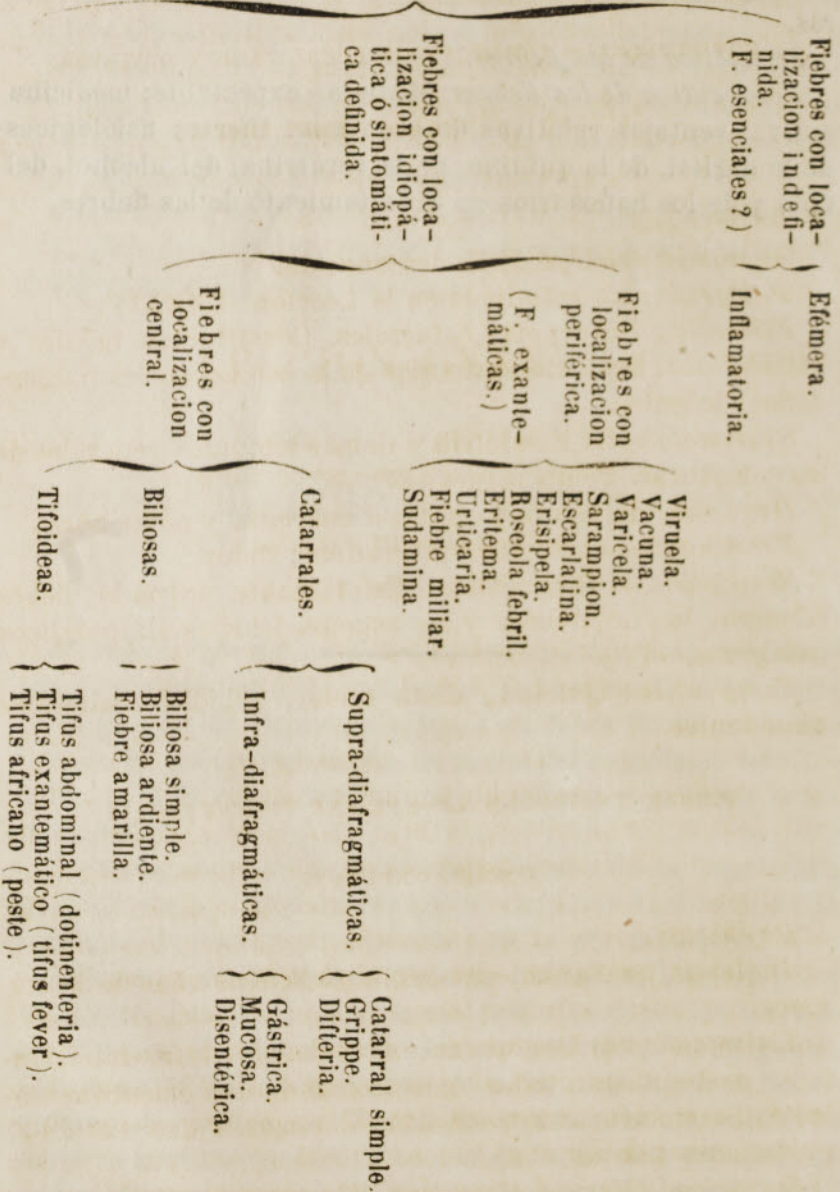 Fiebres con loca-
lizacion indefi-
nida.
(F. esenciales?)
Efémera.
Inflamatoria.
Fiebres con loca-
lizacion idiopá-
tica ó sintomáti-
ca definida.
Fiebres con
localizacion
periférica.
(F. exante-
máticas.)
Viruela.
Vacuna.
Varicela.
Sarampion.
Escarlatina.
Erisipela.
Roseola febril.
Eritema.
Urticaria.
Fiebre miliar.
Sudamina.
Fiebres con
localizacion
central.
Catarrales.
Supra-diafragmáticas.
Catarral simple.
Grippe.
Difteria.
Infra-diafragmáticas.
Gástrica.
Mucosa.
Disentérica.
Biliosas.
Biliosa simple.
Biliosa ardiente.
Fiebre amarilla.
Tifoideas.
Tifus abdominal (dotinenteria).
Tifus exantemático (tifus fever).
Tifus africano (peste).